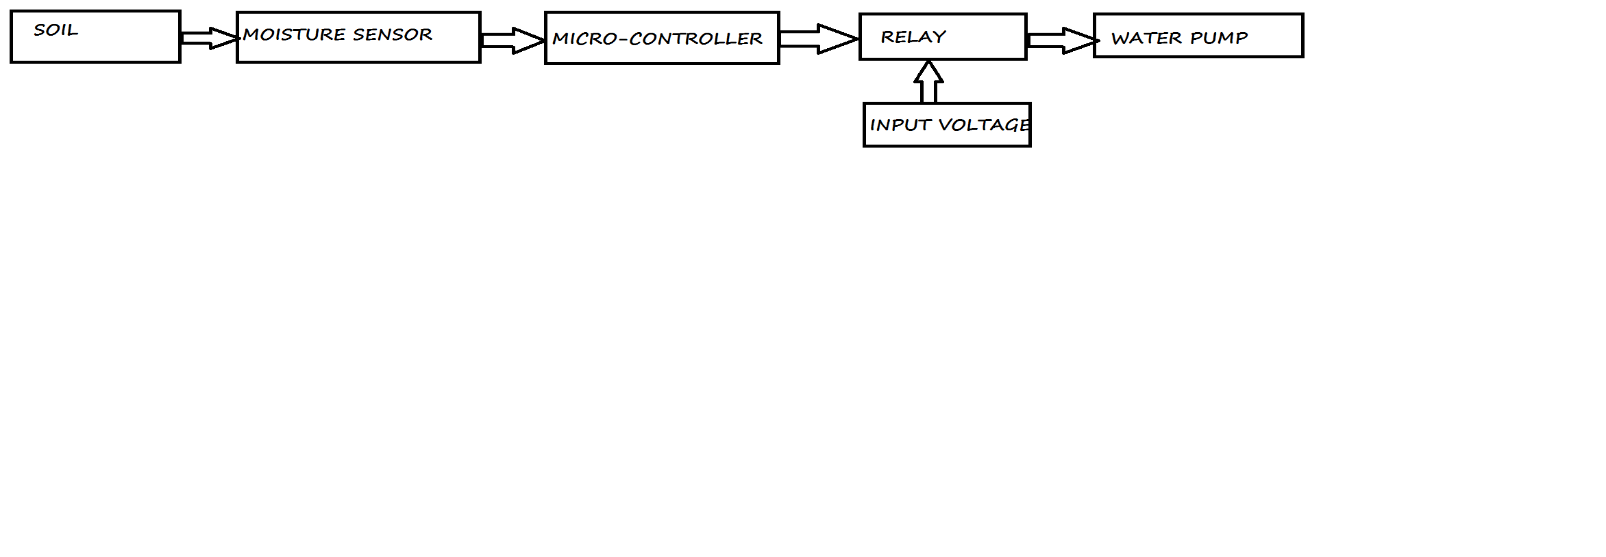 SOIL
MOISTURE SENSOR
MICRO-CONTROLLER
RELAY
WATER PUMP
INPUT VOLTAGE